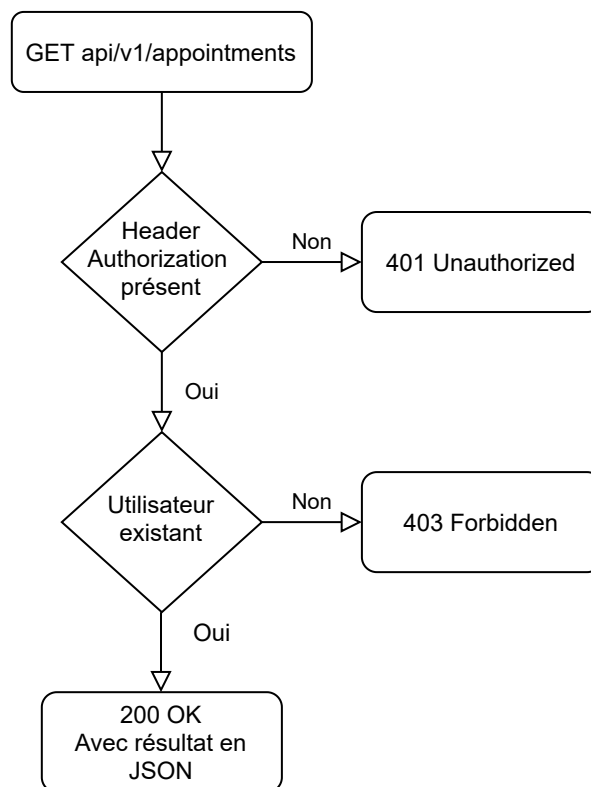 GET api/v1/appointments
Header
Authorization
présent
Non
401 Unauthorized
Oui
Utilisateur
existant
Non
403 Forbidden
Oui
200 OK
Avec résultat en
JSON